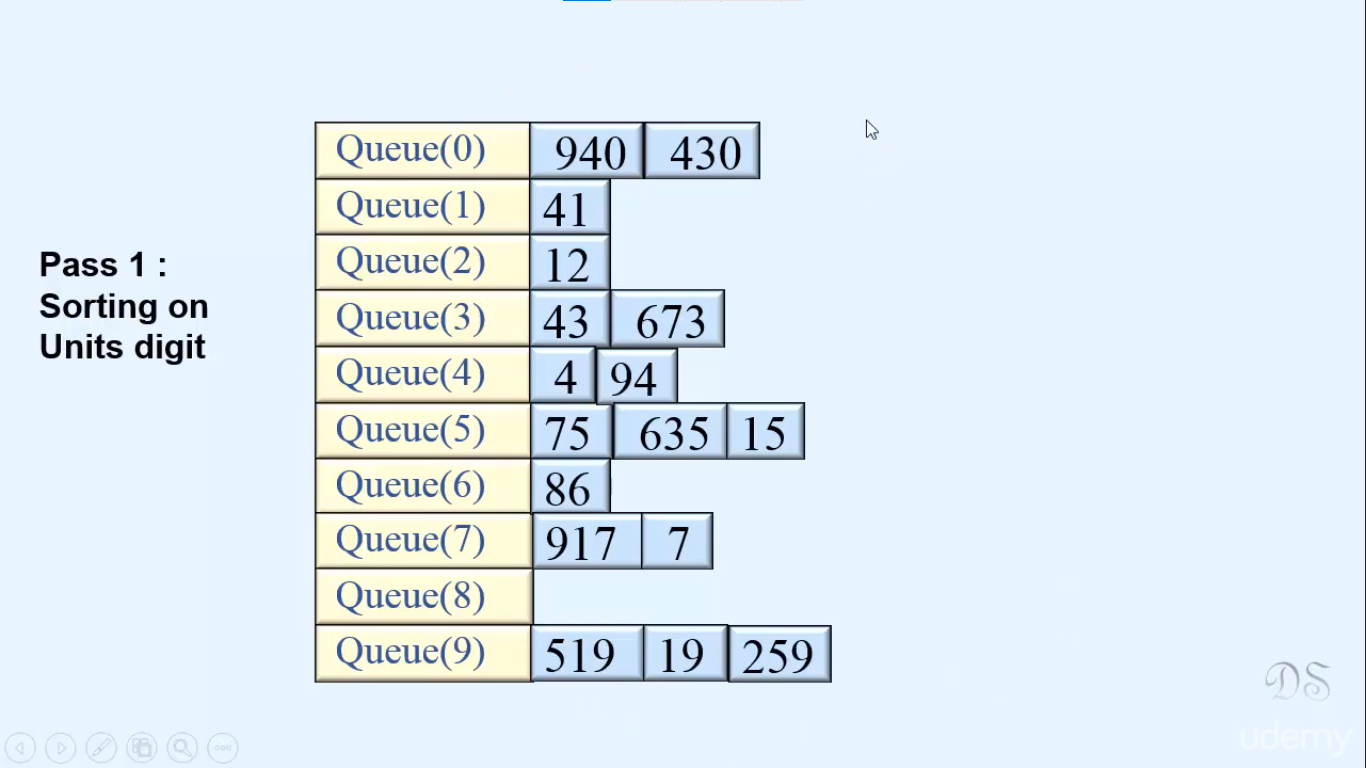 Pass 1 :
Sorting on
Units digit
Queue(0) 940 430
Queue(1) 41
Queue(2) 12
Queue(3) 43 673
Queue(4) 4 94
Queue(5) 75 635 15
Queue(6) 86
Queue(7) 917 7
Queue(8)
Queue(9) 519 19 259
DS
udemy